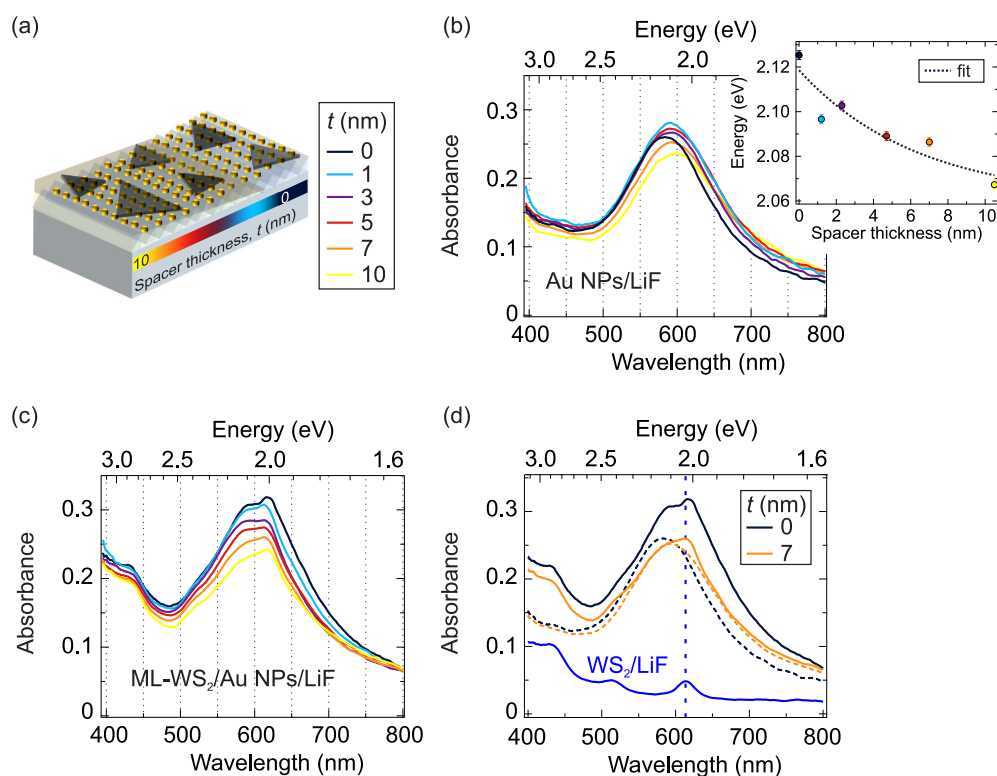 (a)
t (nm)
0
1
3
5
7
10
0
10
Spacer thickness, t (nm)
(b)
Energy (eV)
3.0 2.5 2.0
0.3
0.2
0.1
0
Absorbance
Au NPs/LiF
400 500 600 700 800
Wavelength (nm)
2.12
2.10
2.08
2.06
Energy (eV)
fit
0 2 4 6 8 10
Spacer thickness (nm)
(c)
Energy (eV)
3.0 2.5 2.0 1.6
0.3
0.2
0.1
0
Absorbance
ML-WS₂/Au NPs/LiF
400 500 600 700 800
Wavelength (nm)
(d)
Energy (eV)
3.0 2.5 2.0 1.6
0.3
0.2
0.1
0
Absorbance
t (nm)
0
7
WS₂/LiF
400 500 600 700 800
Wavelength (nm)